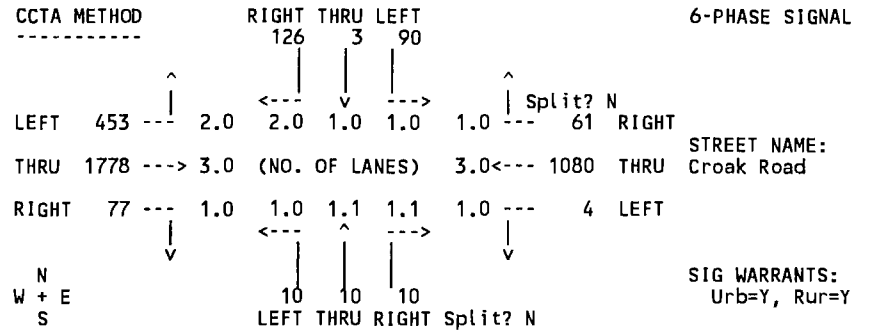 CCTA METHOD RIGHT THRU LEFT 6-PHASE SIGNAL
----------- 126 3 90
^ | | | ^
| <--- v ---> | Split? N
LEFT 453 --- 2.0 2.0 1.0 1.0 1.0 --- 61 RIGHT
STREET NAME:
THRU 1778 ---> 3.0 (NO. OF LANES) 3.0<--- 1080 THRU Croak Road
RIGHT 77 --- 1.0 1.0 1.1 1.1 1.0 --- 4 LEFT
| <--- ^ ---> |
v | | | v
N SIG WARRANTS:
W + E 10 10 10 Urb=Y, Rur=Y
S LEFT THRU RIGHT Split? N